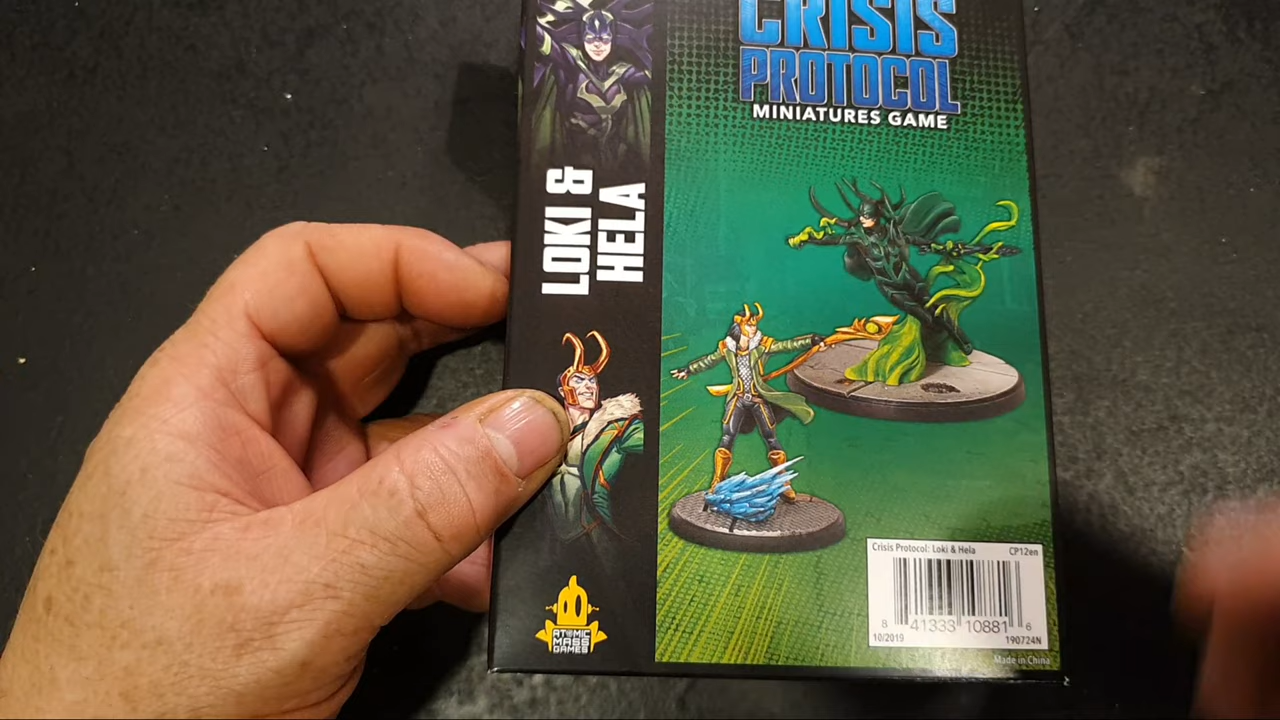 LOKI &
HELA
ATOMIC
MASS
GAMES
CRISIS
PROTOCOL
MINIATURES GAME
Crisis Protocol: Loki & Hela CP12en
8 41333 10881 6
10/2019 190724N
Made in China